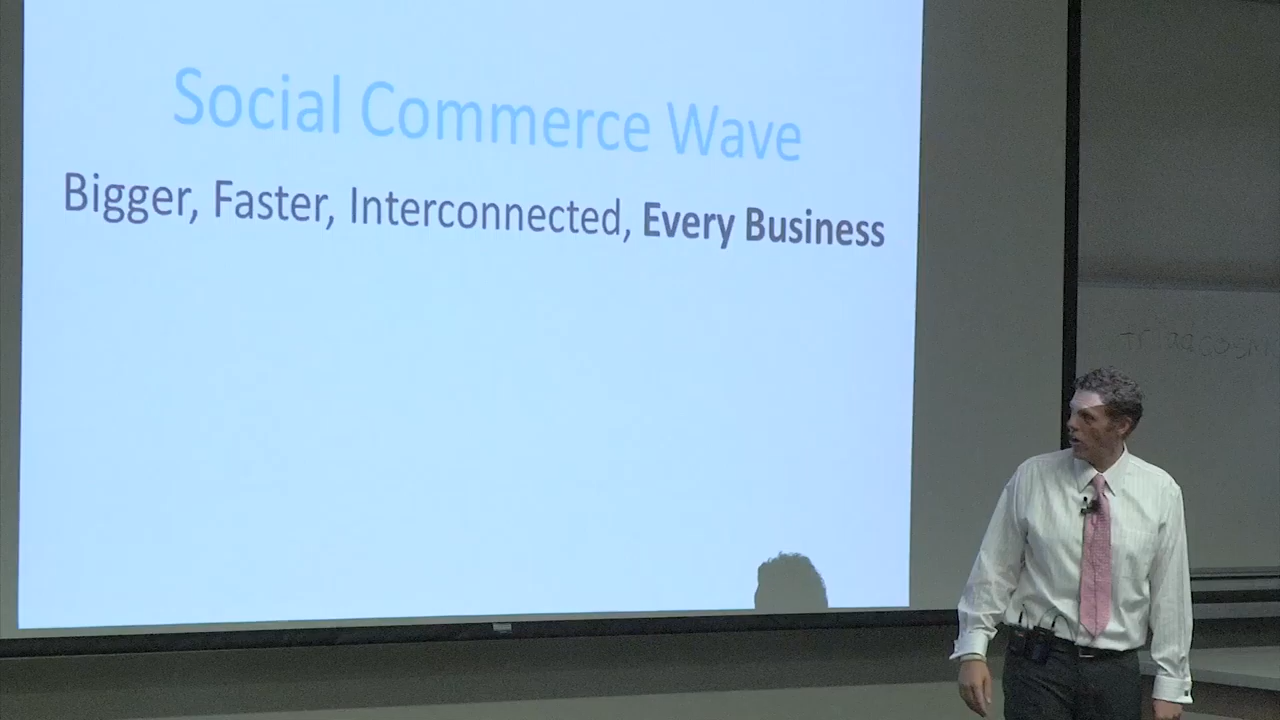 Social Commerce Wave
Bigger, Faster, Interconnected, Every Business